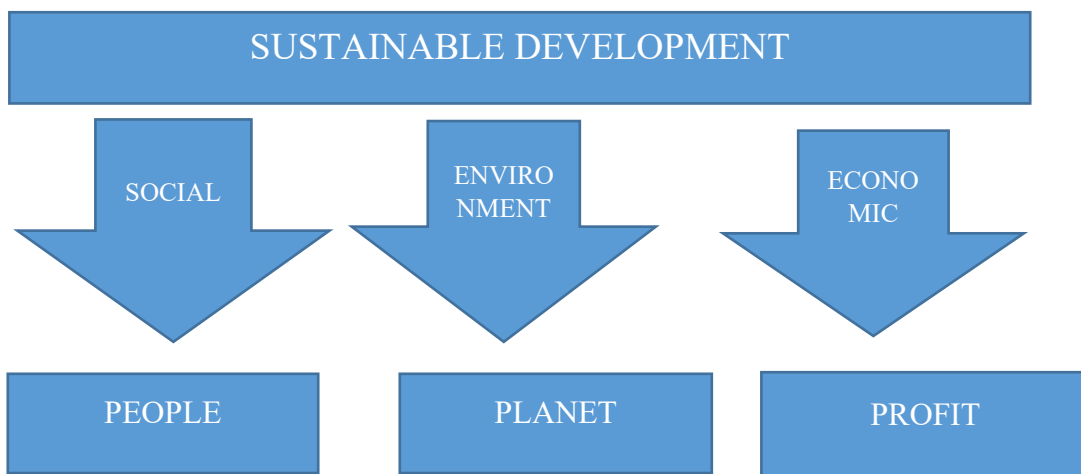 SUSTAINABLE DEVELOPMENT
SOCIAL
ENVIRO
NMENT
ECONO
MIC
PEOPLE
PLANET
PROFIT